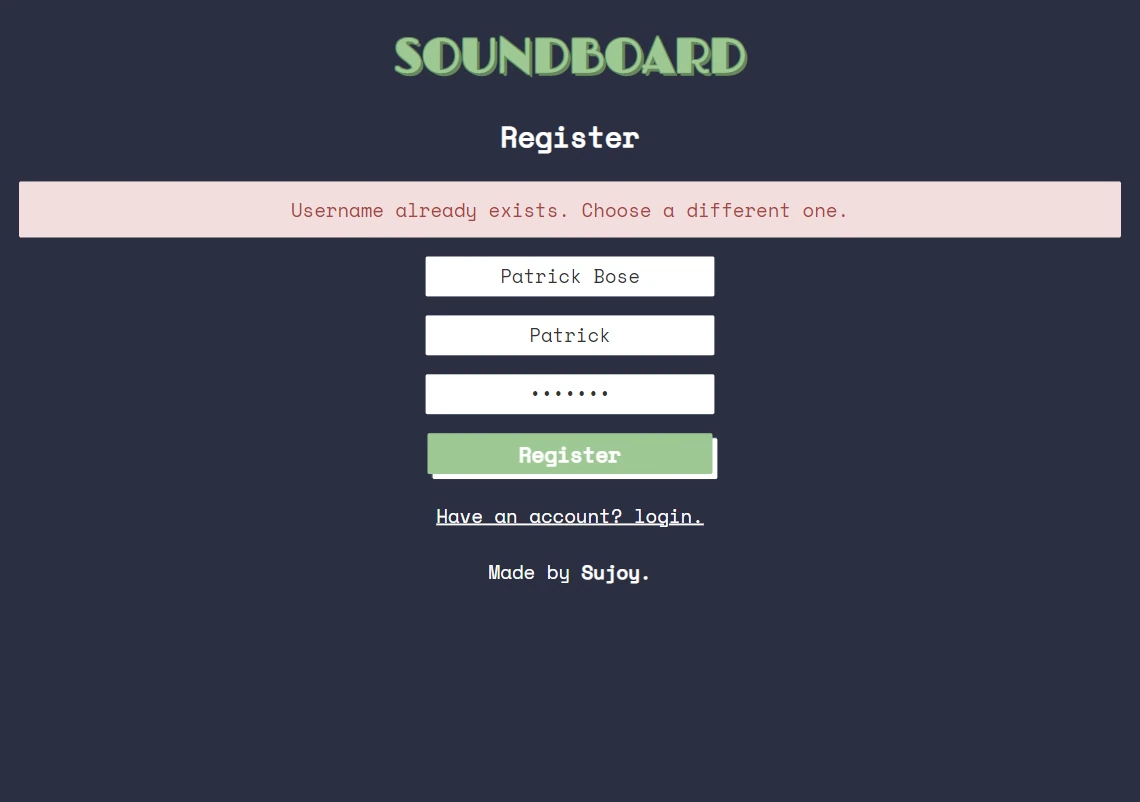 SOUNDBOARD
Register
Username already exists. Choose a different one.
Patrick Bose
Patrick
•••••••
Register
Have an account? login.
Made by Sujoy.